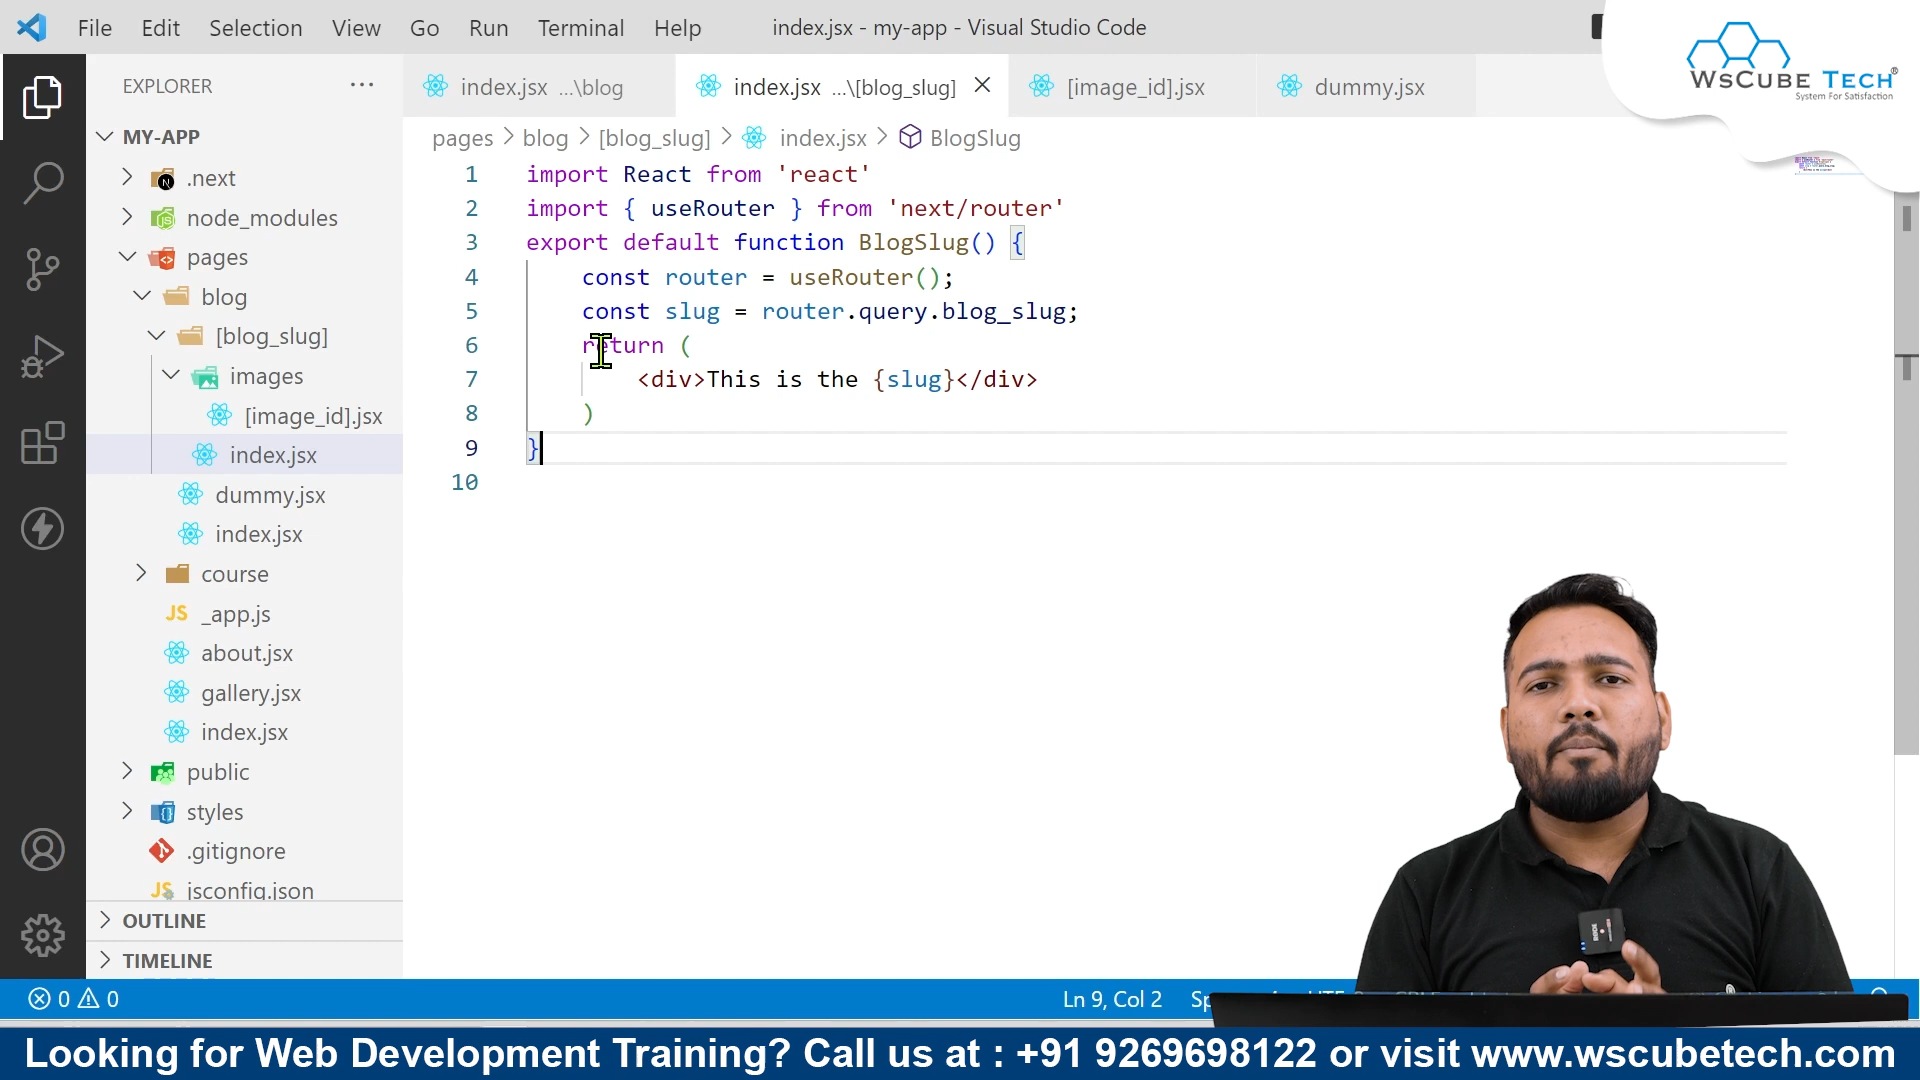 File Edit Selection View Go Run Terminal Help index.jsx - my-app - Visual Studio Code
WsCube Tech®
System For Satisfaction
EXPLORER
index.jsx ...\blog index.jsx ...\[blog_slug] [image_id].jsx dummy.jsx
pages > blog > [blog_slug] > index.jsx > BlogSlug
MY-APP
.next
node_modules
pages
blog
[blog_slug]
images
[image_id].jsx
index.jsx
dummy.jsx
index.jsx
course
JS _app.js
about.jsx
gallery.jsx
index.jsx
public
styles
.gitignore
JS jsconfig.json
OUTLINE
TIMELINE
1 import React from 'react'
2 import { useRouter } from 'next/router'
3 export default function BlogSlug() {
4 const router = useRouter();
5 const slug = router.query.blog_slug;
6 return (
7 <div>This is the {slug}</div>
8 )
9 }
10
0 0 Ln 9, Col 2
Looking for Web Development Training? Call us at : +91 9269698122 or visit www.wscubetech.com